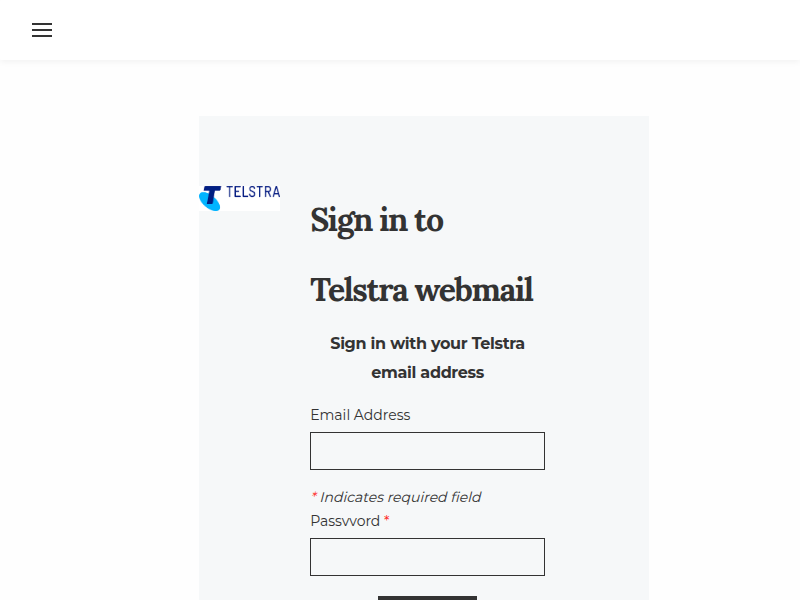 TELSTRA
Sign in to
Telstra webmail
Sign in with your Telstra
email address
Email Address
* Indicates required field
Passvvord *